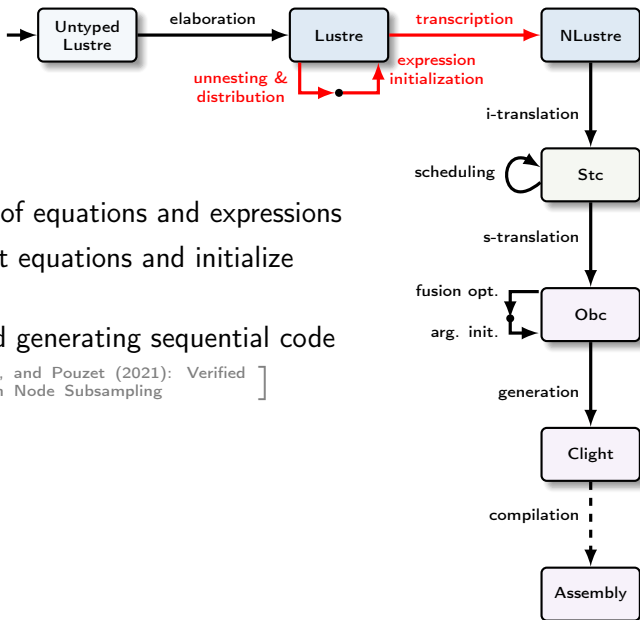 Untyped
Lustre
elaboration
Lustre
transcription
NLustre
unnesting &
distribution
expression
initialization
i-translation
scheduling
Stc
of equations and expressions
s-translation
equations and initialize
fusion opt.
Obc
arg. init.
generating sequential code
, and Pouzet (2021): Verified
Node Subsampling ]
generation
Clight
compilation
Assembly